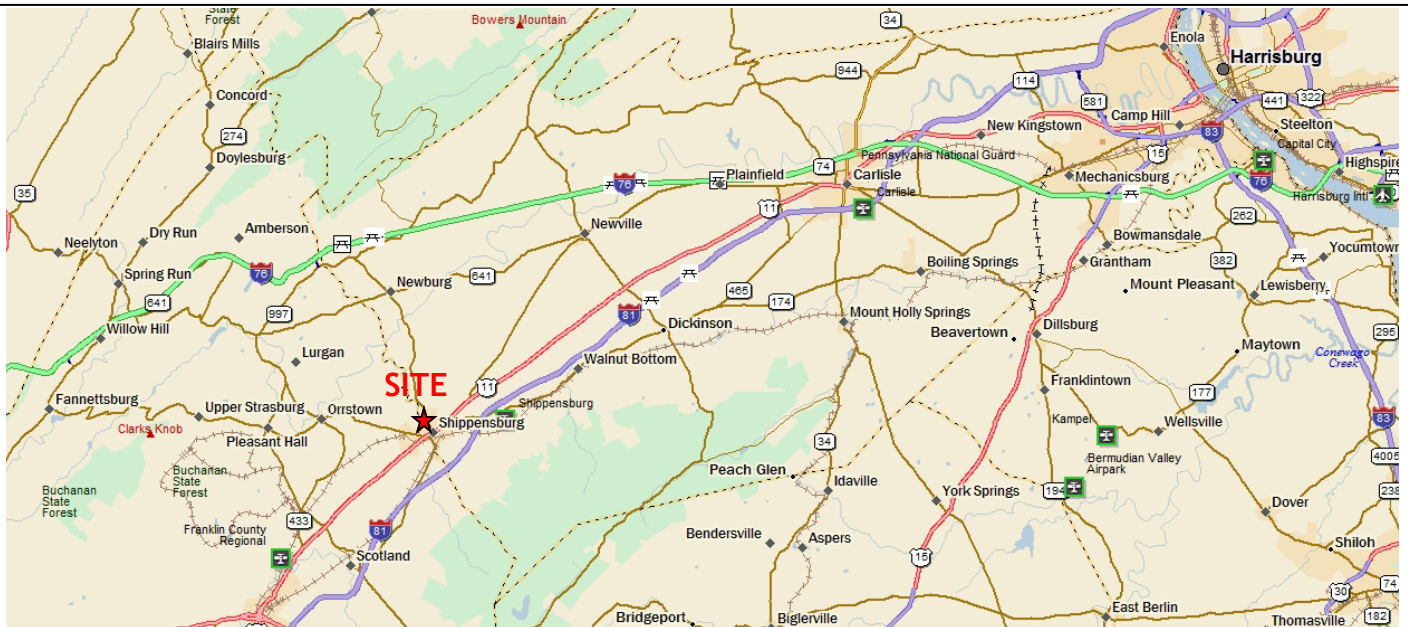 State
Forest
Bowers Mountain
34
Enola
Blairs Mills
Harrisburg
944
114
Concord
581
441
322
Camp Hill
Steelton
New Kingstown
83
274
Capital City
15
Pennsylvania National Guard
Doylesburg
74
Highspire
Plainfield
Carlisle
Mechanicsburg
76
76
35
Carlisle
Harrisburg Intl
11
262
Newville
Amberson
Dry Run
Bowmansdale
Neelyton
Yocumtown
Grantham
382
Boiling Springs
Spring Run
76
641
Newburg
Mount Pleasant
Lewisberry
465
174
641
997
81
Mount Holly Springs
Willow Hill
Dickinson
Beavertown
Dillsburg
295
Lurgan
Walnut Bottom
Maytown
Conewago
Creek
SITE
11
Franklintown
177
Fannettsburg
Upper Strasburg
Orrstown
Shippensburg
Shippensburg
83
Kampel
Wellsville
Clarks Knob
Pleasant Hall
Bermudian Valley
Airpark
34
4005
Buchanan
State
Forest
Peach Glen
Buchanan
State
Forest
Idaville
York Springs
194
238
Dover
433
Franklin County
Regional
81
Bendersville
Aspers
Shiloh
Scotland
15
74
30
East Berlin
Bridgeport
Biglerville
Thomasville
182